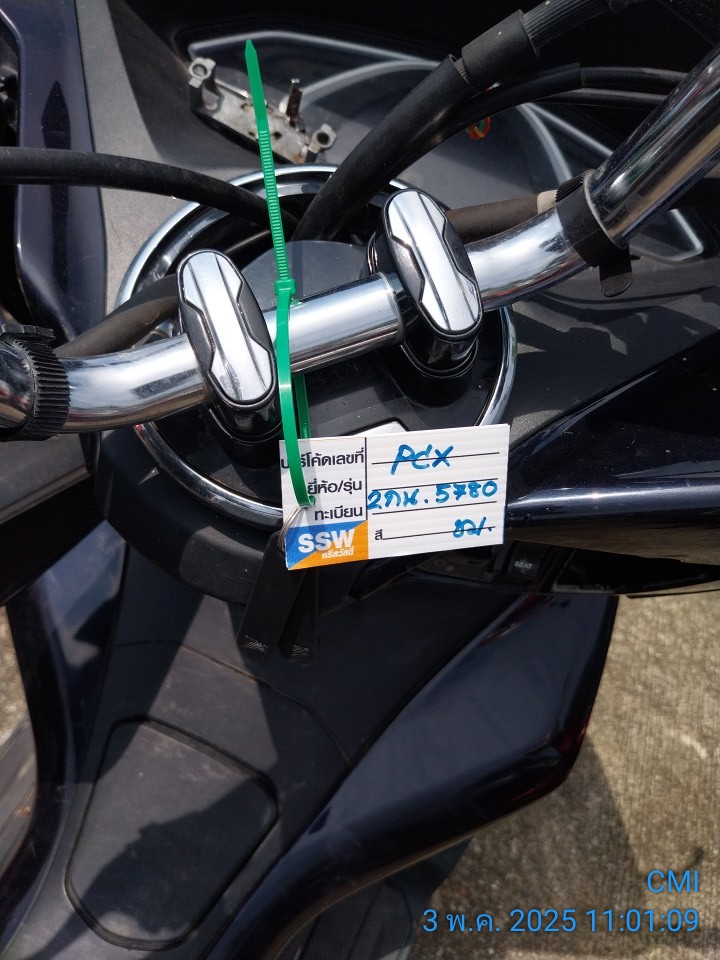 บาร์โค้ดเลขที่
PCX
ยี่ห้อ/รุ่น
2กน. 5780
ทะเบียน
SSW
ศรีสวัสดิ์
สี
SEAT
CMI
3 พ.ค. 2025 11:01:09